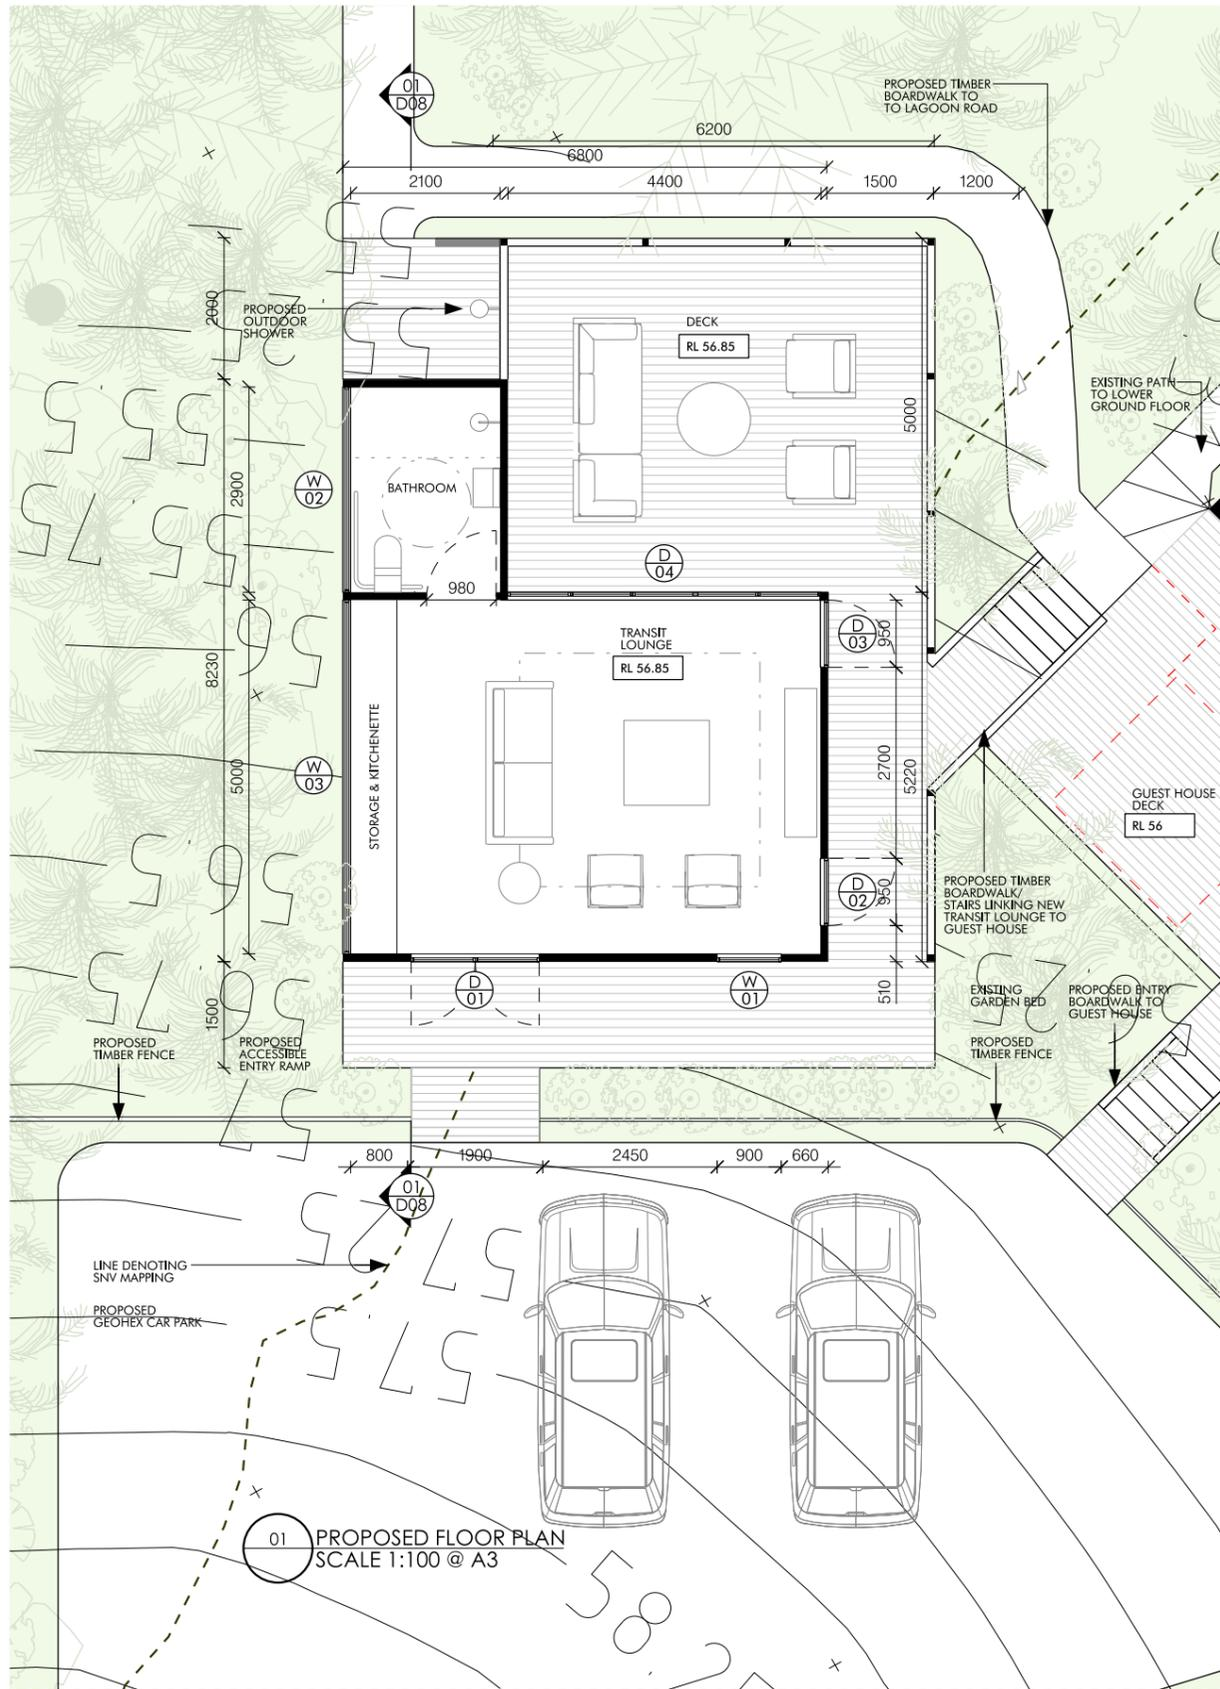 01
D08
PROPOSED TIMBER
BOARDWALK TO
TO LAGOON ROAD
6200
6800
2100
4400
1500
1200
2000
PROPOSED
OUTDOOR
SHOWER
DECK
RL 56.85
EXISTING PATH
TO LOWER
GROUND FLOOR
5000
W
02
2900
BATHROOM
D
04
980
TRANSIT
LOUNGE
RL 56.85
D
03
950
8230
5000
W
03
STORAGE & KITCHENETTE
2700
5220
GUEST HOUSE
DECK
RL 56
D
02
950
PROPOSED TIMBER
BOARDWALK/
STAIRS LINKING NEW
TRANSIT LOUNGE TO
GUEST HOUSE
D
01
W
01
510
1500
EXISTING
GARDEN BED
PROPOSED ENTRY
BOARDWALK TO
GUEST HOUSE
PROPOSED
TIMBER FENCE
PROPOSED
ACCESSIBLE
ENTRY RAMP
PROPOSED
TIMBER FENCE
800
1900
2450
900
660
01
D08
LINE DENOTING
SNV MAPPING
PROPOSED
GEOHEX CAR PARK
57.5
01
PROPOSED FLOOR PLAN
SCALE 1:100 @ A3
58.2